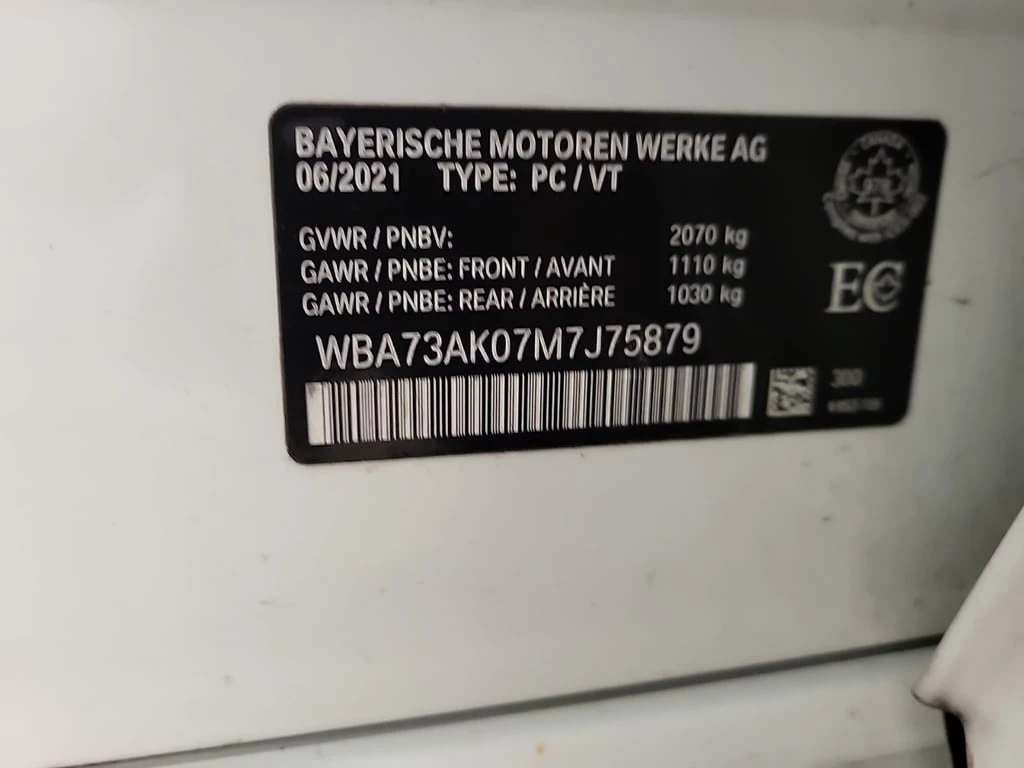 BAYERISCHE MOTOREN WERKE AG
06/2021 TYPE: PC / VT
GVWR / PNBV: 2070 kg
GAWR / PNBE: FRONT / AVANT 1110 kg
GAWR / PNBE: REAR / ARRIÈRE 1030 kg
EC
WBA73AK07M7J75879
300